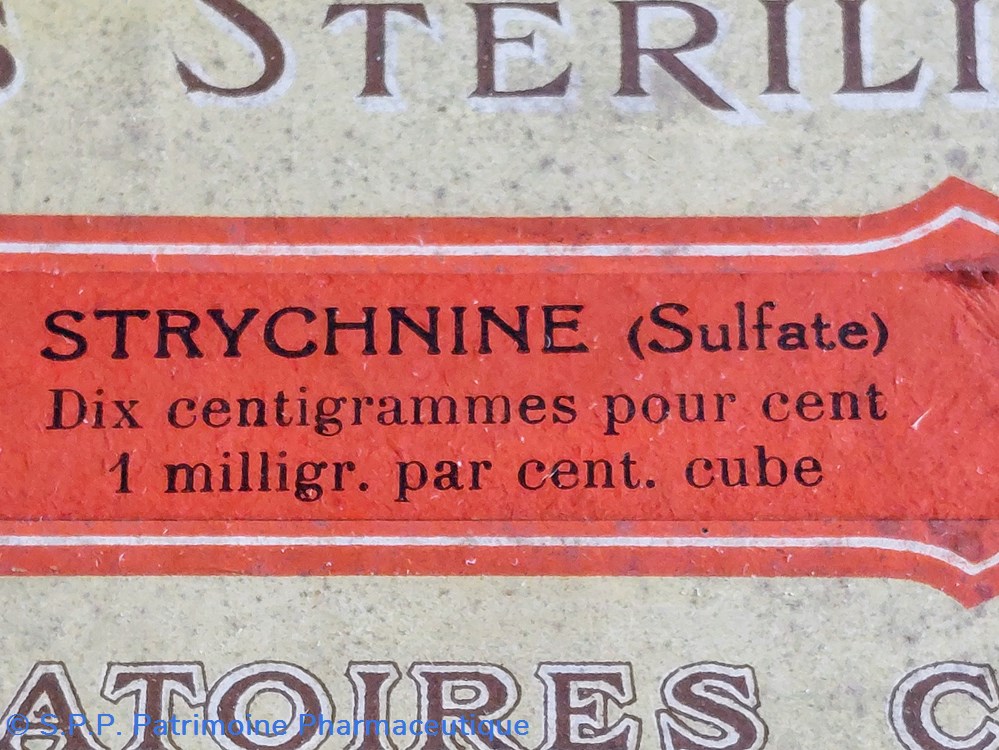 S STERILI
STRYCHNINE (Sulfate)
Dix centigrammes pour cent
1 milligr. par cent. cube
ATOIRES C
© S.P.P. Patrimoine Pharmaceutique